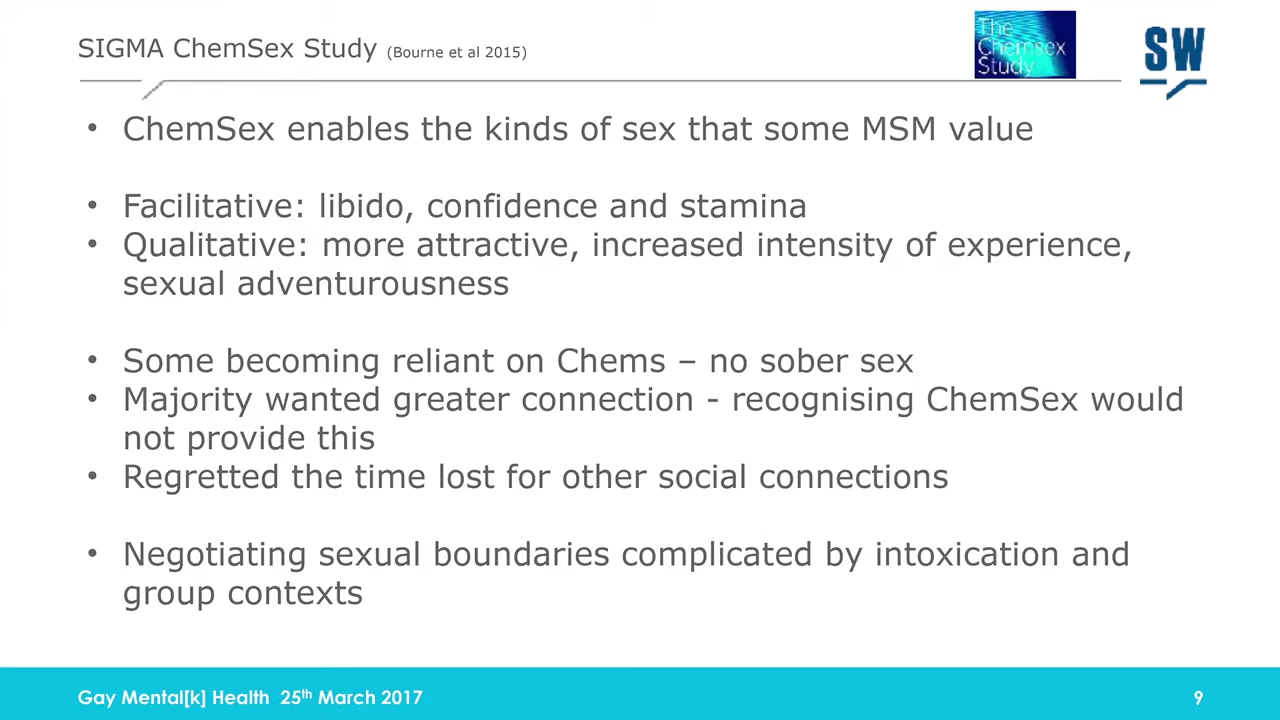 SIGMA ChemSex Study (Bourne et al 2015)
The
Chemsex
Study
SW
• ChemSex enables the kinds of sex that some MSM value
• Facilitative: libido, confidence and stamina
• Qualitative: more attractive, increased intensity of experience,
sexual adventurousness
• Some becoming reliant on Chems – no sober sex
• Majority wanted greater connection - recognising ChemSex would
not provide this
• Regretted the time lost for other social connections
• Negotiating sexual boundaries complicated by intoxication and
group contexts
Gay Mental[k] Health 25th March 2017
9